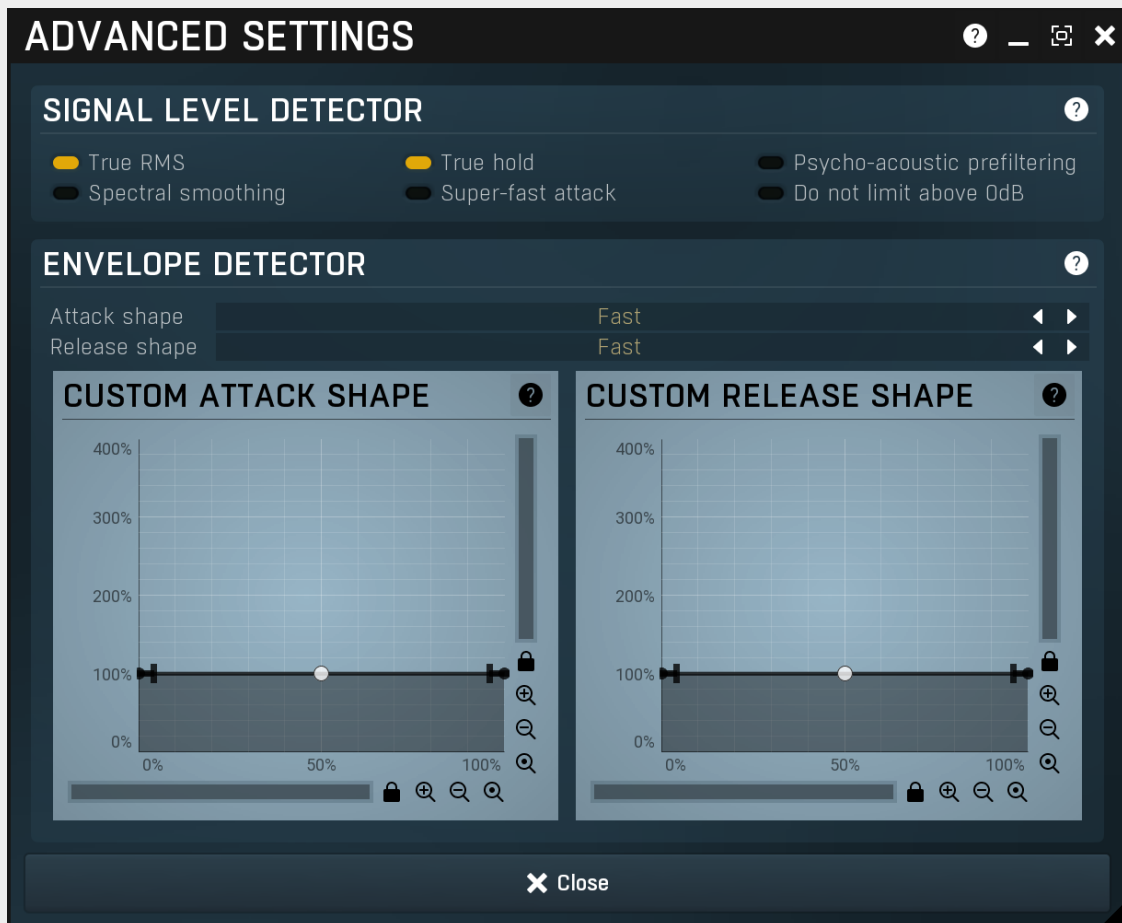 ADVANCED SETTINGS
SIGNAL LEVEL DETECTOR
True RMS
True hold
Psycho-acoustic prefiltering
Spectral smoothing
Super-fast attack
Do not limit above 0dB
ENVELOPE DETECTOR
Attack shape Fast
Release shape Fast
CUSTOM ATTACK SHAPE
400%
300%
200%
100%
0%
0% 50% 100%
CUSTOM RELEASE SHAPE
400%
300%
200%
100%
0%
0% 50% 100%
Close